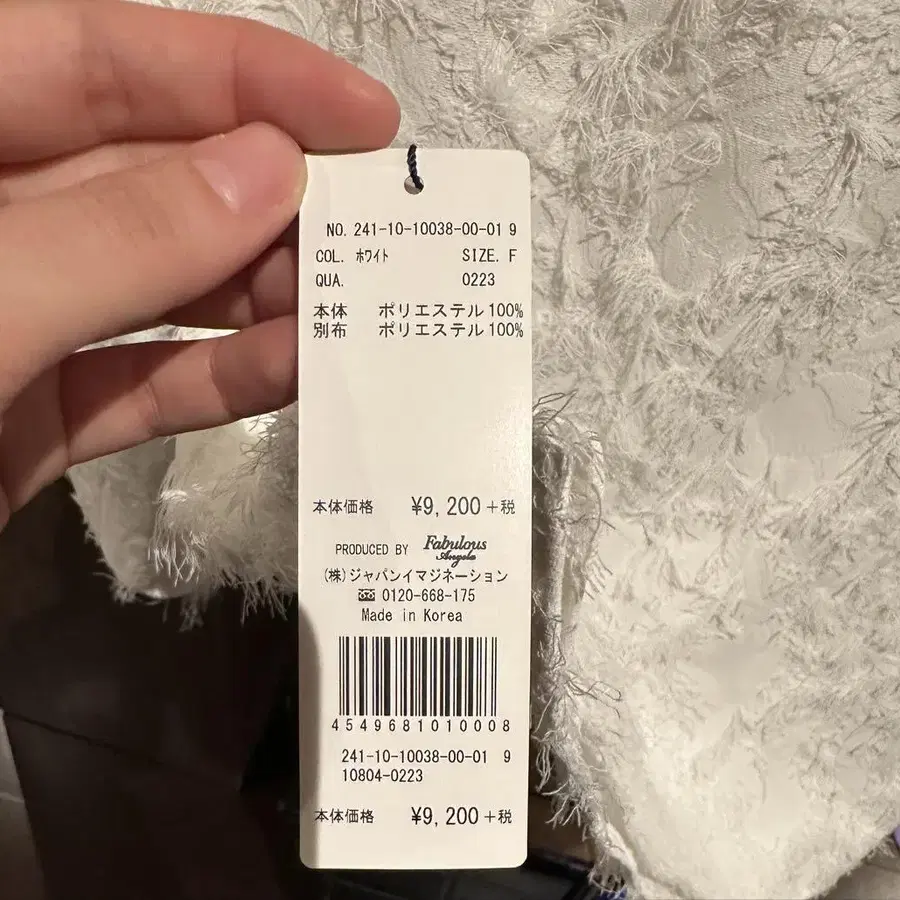 NO. 241-10-10038-00-01 9
COL. ﾎﾜｲﾄ SIZE. F
QUA. 0223
本体 ポリエステル 100%
別布 ポリエステル 100%
本体価格 ¥9,200+税
PRODUCED BY Fabulous Angela
(株)ジャパンイマジネーション
0120-668-175
Made in Korea
4549681010008
241-10-10038-00-01 9
10804-0223
本体価格 ¥9,200+税